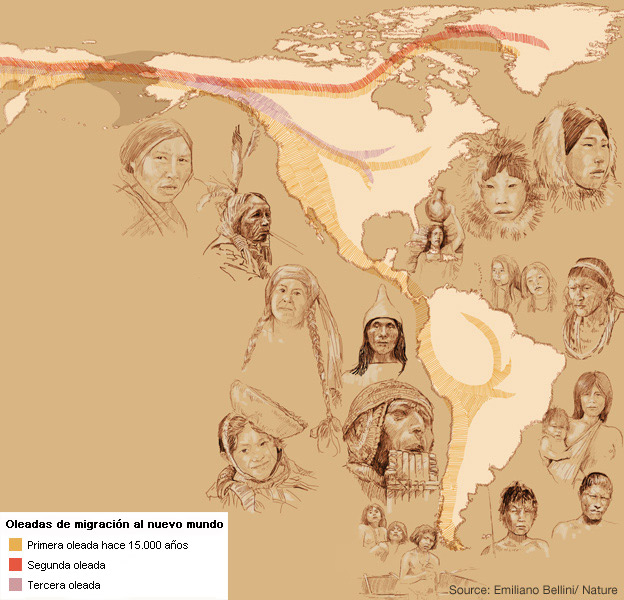 Oleadas de migración al nuevo mundo
Primera oleada hace 15.000 años
Segunda oleada
Tercera oleada
Source: Emiliano Bellini/ Nature